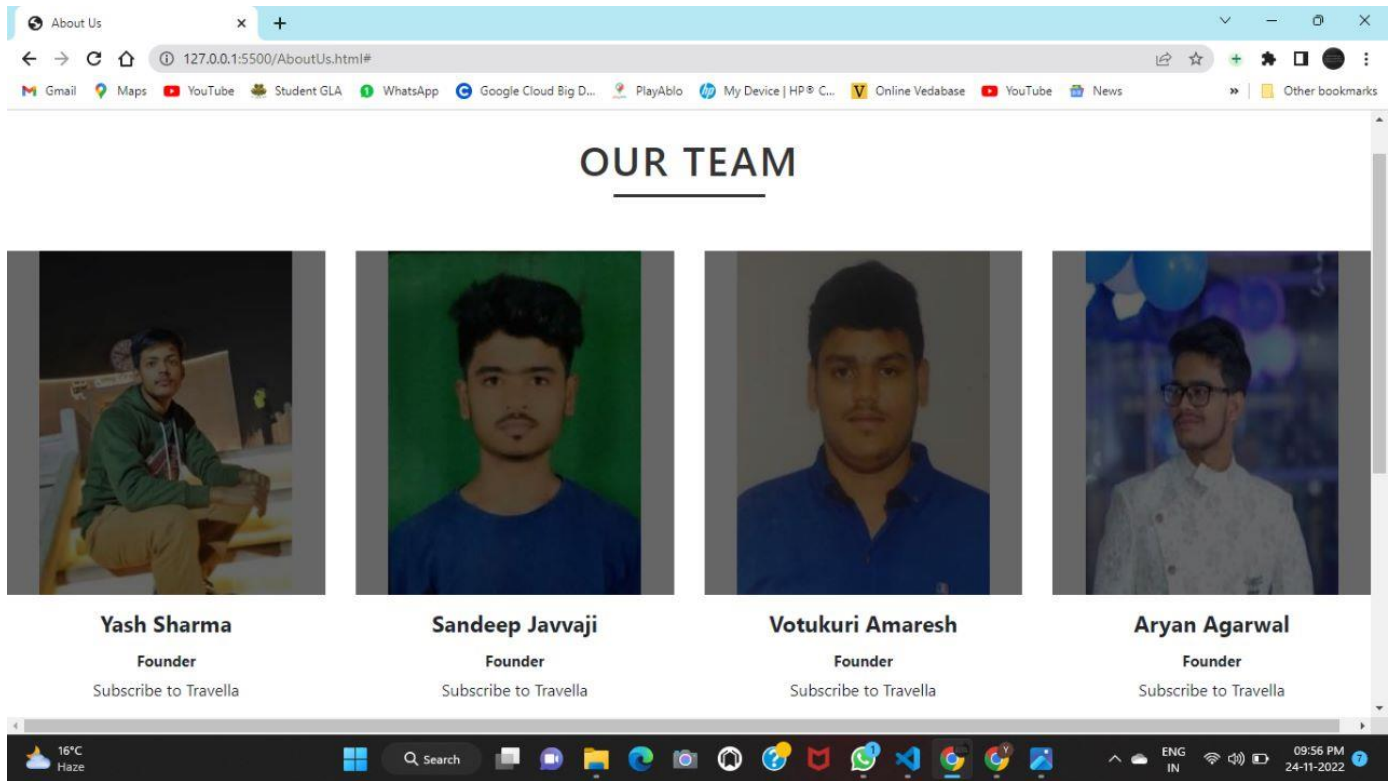 About Us
127.0.0.1:5500/AboutUs.html#
Gmail Maps YouTube Student GLA WhatsApp Google Cloud Big D... PlayAblo My Device | HP® C... Online Vedabase YouTube News » Other bookmarks
OUR TEAM
Yash Sharma Sandeep Javvaji Votukuri Amaresh Aryan Agarwal
Founder Founder Founder Founder
Subscribe to Travella Subscribe to Travella Subscribe to Travella Subscribe to Travella
16°C
Haze
Search
ENG
IN
09:56 PM
24-11-2022
7